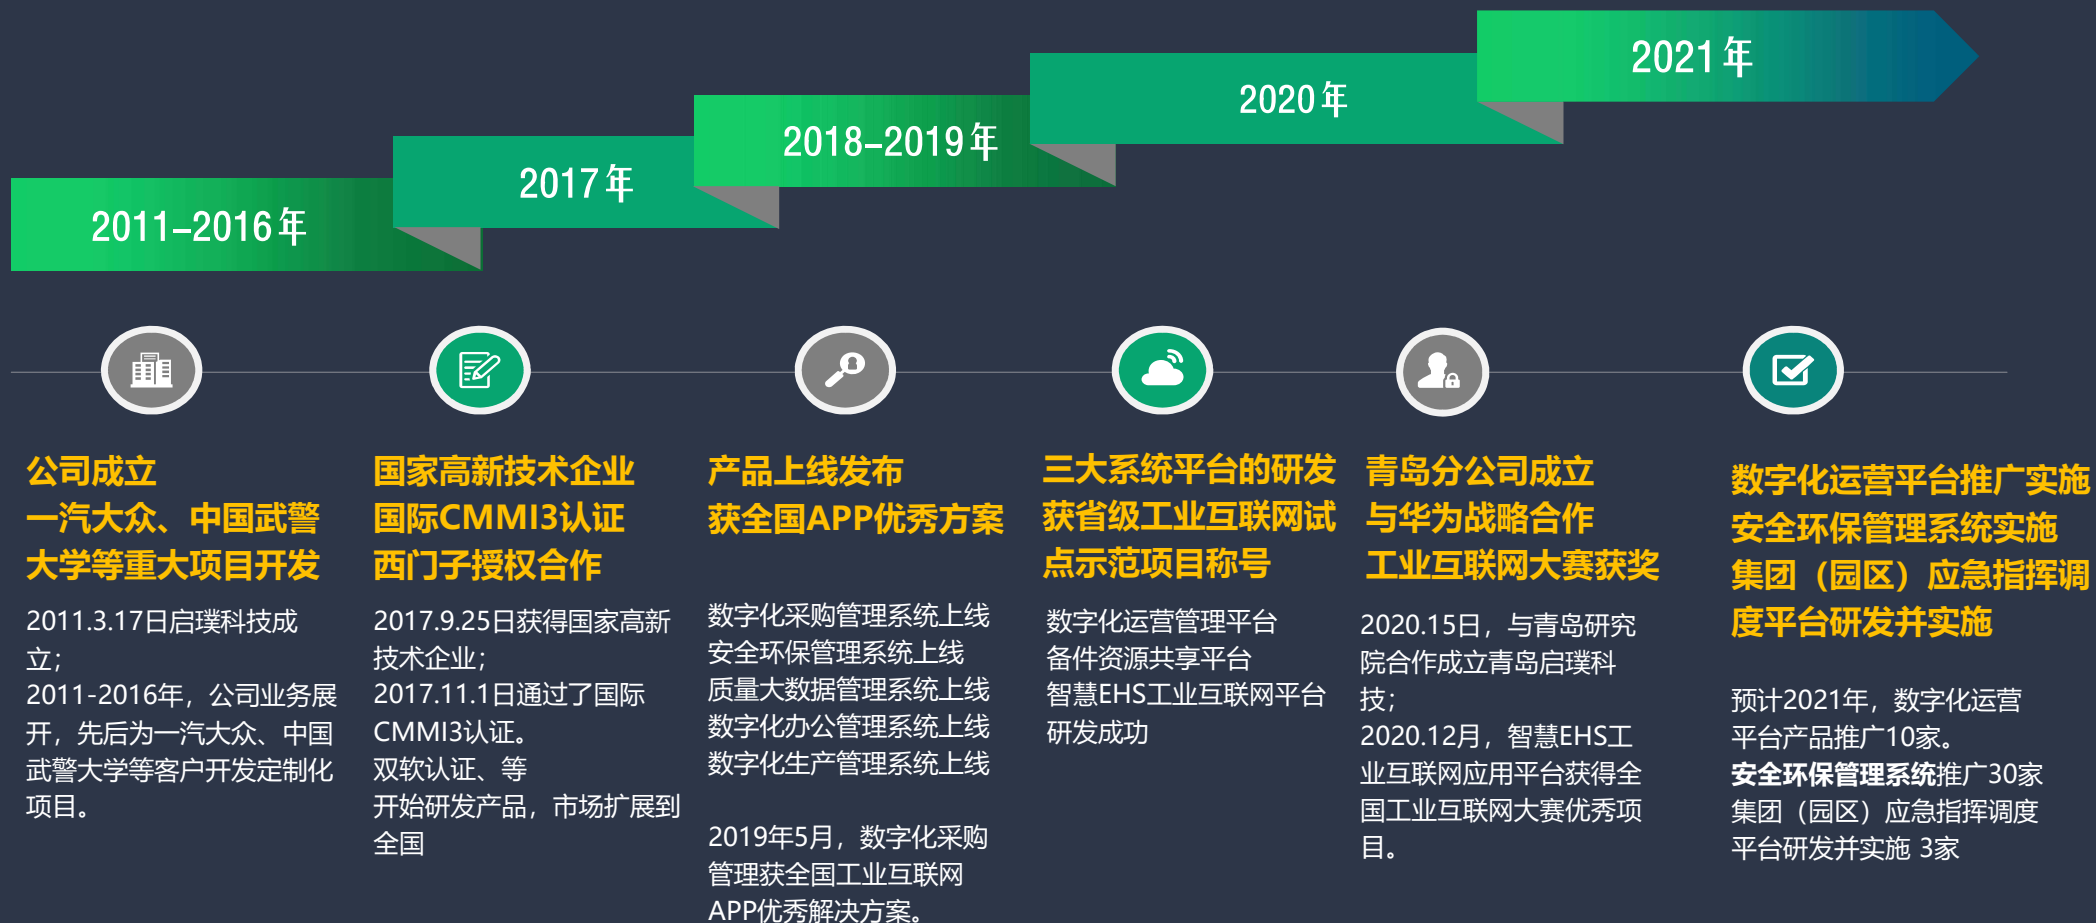 2011-2016年
2017年
2018-2019年
2020年
2021年
公司成立
一汽大众、中国武警
大学等重大项目开发
2011.3.17日启璞科技成
立；
2011-2016年，公司业务展
开，先后为一汽大众、中国
武警大学等客户开发定制化
项目。
国家高新技术企业
国际CMMI3认证
西门子授权合作
2017.9.25日获得国家高新
技术企业；
2017.11.1日通过了国际
CMMI3认证。
双软认证、等
开始研发产品，市场扩展到
全国
产品上线发布
获全国APP优秀方案
数字化采购管理系统上线
安全环保管理系统上线
质量大数据管理系统上线
数字化办公管理系统上线
数字化生产管理系统上线
2019年5月，数字化采购
管理获全国工业互联网
APP优秀解决方案。
三大系统平台的研发
获省级工业互联网试
点示范项目称号
数字化运营管理平台
备件资源共享平台
智慧EHS工业互联网平台
研发成功
青岛分公司成立
与华为战略合作
工业互联网大赛获奖
2020.15日，与青岛研究
院合作成立青岛启璞科
技；
2020.12月，智慧EHS工
业互联网应用平台获得全
国工业互联网大赛优秀项
目。
数字化运营平台推广实施
安全环保管理系统实施
集团（园区）应急指挥调
度平台研发并实施
预计2021年，数字化运营
平台产品推广10家。
安全环保管理系统推广30家
集团（园区）应急指挥调度
平台研发并实施 3家